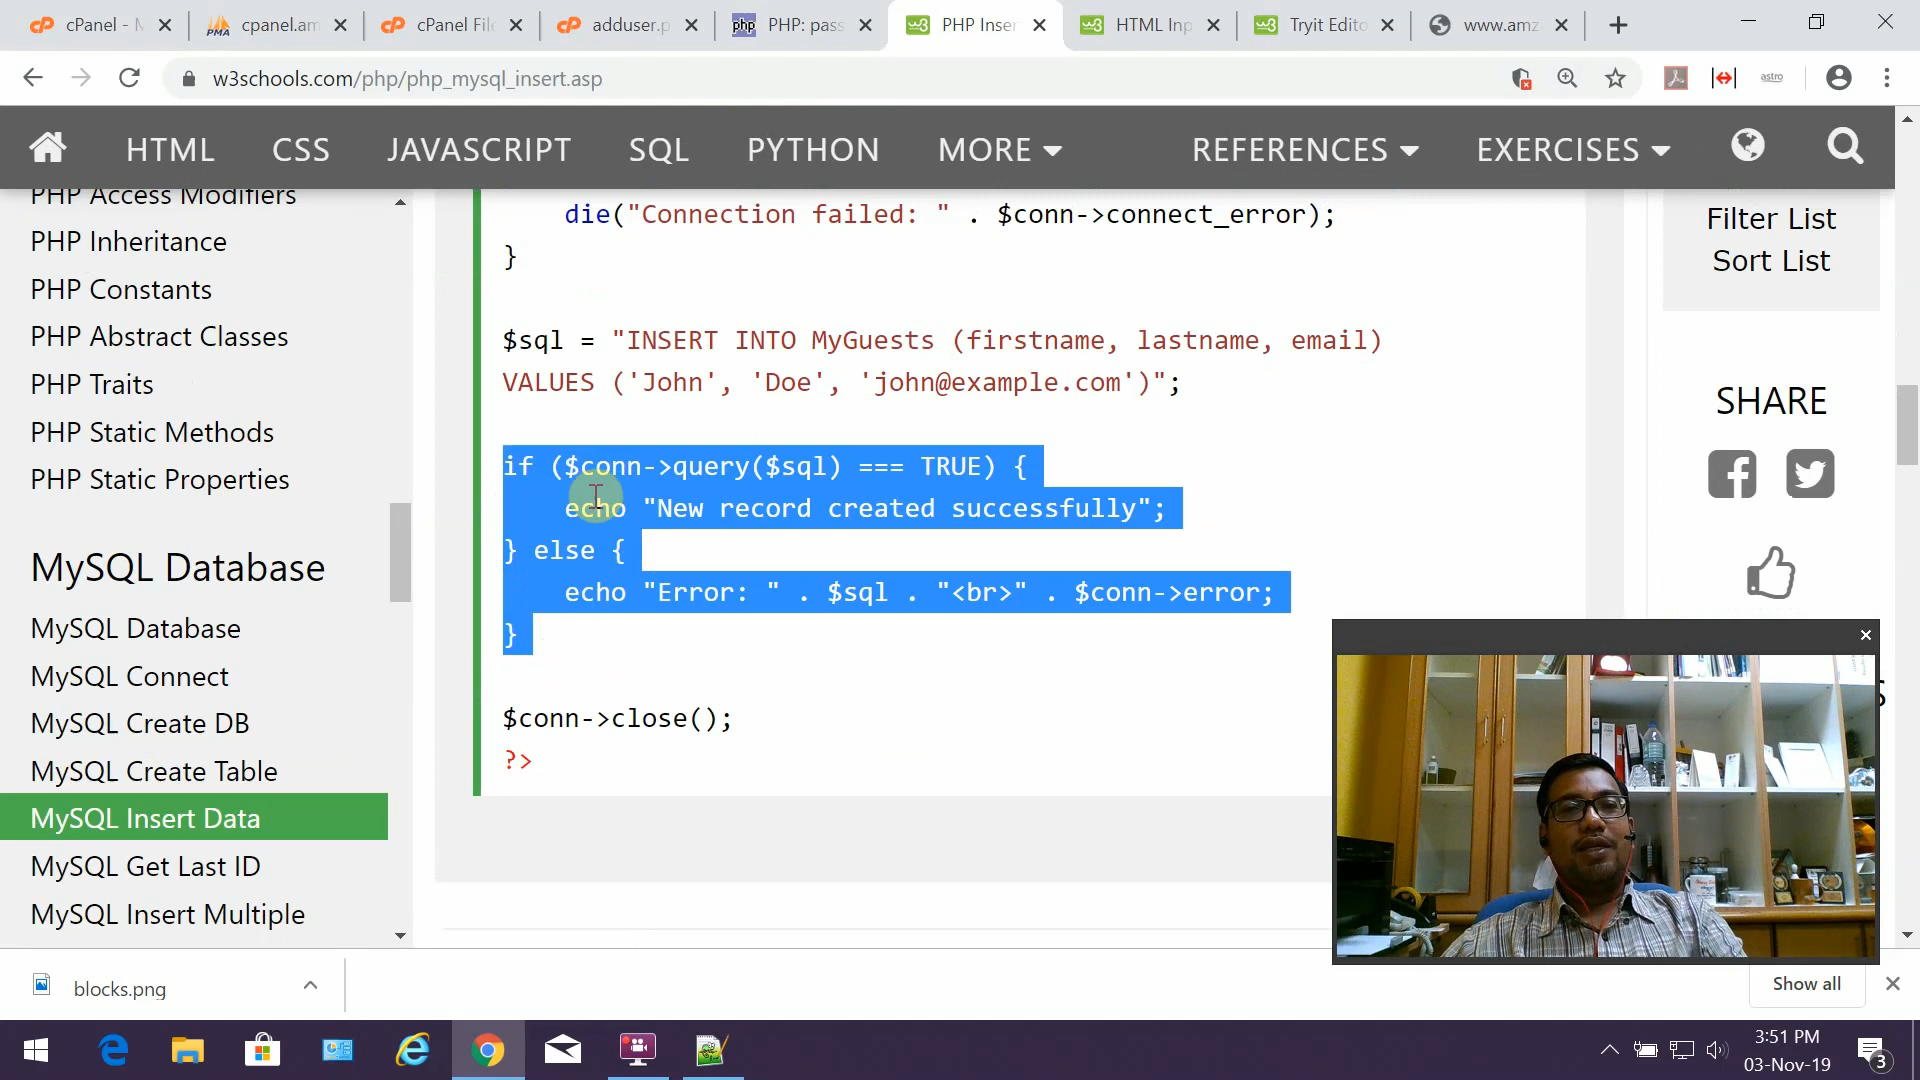 cPanel - M
cpanel.am
cPanel File
adduser.p
PHP: pass
PHP Inser
HTML Inp
Tryit Edito
www.amz
w3schools.com/php/php_mysql_insert.asp
astro
HTML
CSS
JAVASCRIPT
SQL
PYTHON
MORE
REFERENCES
EXERCISES
PHP Access Modifiers
PHP Inheritance
PHP Constants
PHP Abstract Classes
PHP Traits
PHP Static Methods
PHP Static Properties
MySQL Database
MySQL Database
MySQL Connect
MySQL Create DB
MySQL Create Table
MySQL Insert Data
MySQL Get Last ID
MySQL Insert Multiple
die("Connection failed: " . $conn->connect_error);
}
$sql = "INSERT INTO MyGuests (firstname, lastname, email)
VALUES ('John', 'Doe', 'john@example.com')";
if ($conn->query($sql) === TRUE) {
echo "New record created successfully";
} else {
echo "Error: " . $sql . "<br>" . $conn->error;
}
$conn->close();
?>
Filter List
Sort List
SHARE
blocks.png
Show all
3:51 PM
03-Nov-19
3